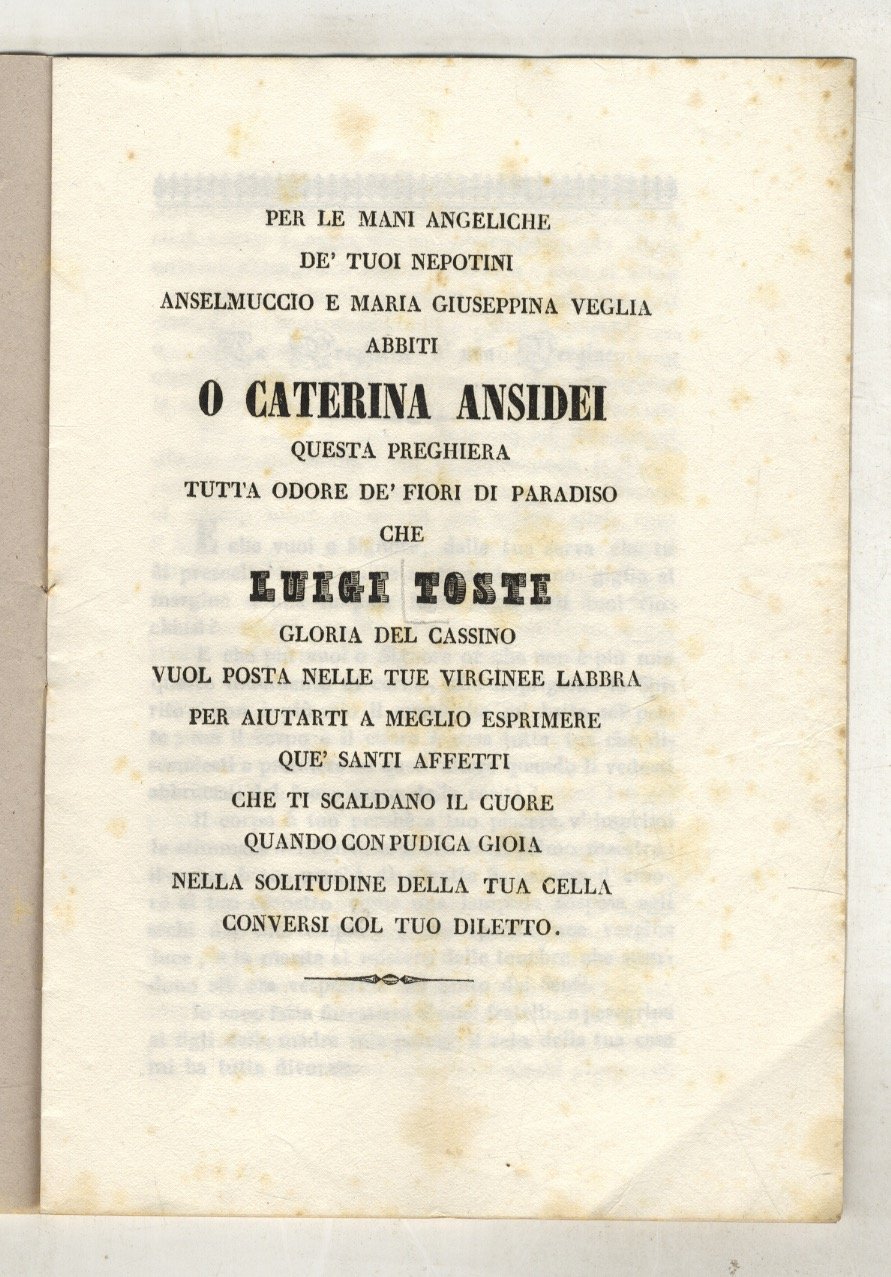 PER LE MANI ANGELICHE
DE' TUOI NEPOTINI
ANSELMUCCIO E MARIA GIUSEPPINA VEGLIA
ABBITI
O CATERINA ANSIDEI
QUESTA PREGHIERA
TUTTA ODORE DE' FIORI DI PARADISO
CHE
LUIGI TOSTE
GLORIA DEL CASSINO
VUOL POSTA NELLE TUE VIRGINEE LABBRA
PER AIUTARTI A MEGLIO ESPRIMERE
QUE' SANTI AFFETTI
CHE TI SCALDANO IL CUORE
QUANDO CON PUDICA GIOIA
NELLA SOLITUDINE DELLA TUA CELLA
CONVERSI COL TUO DILETTO.